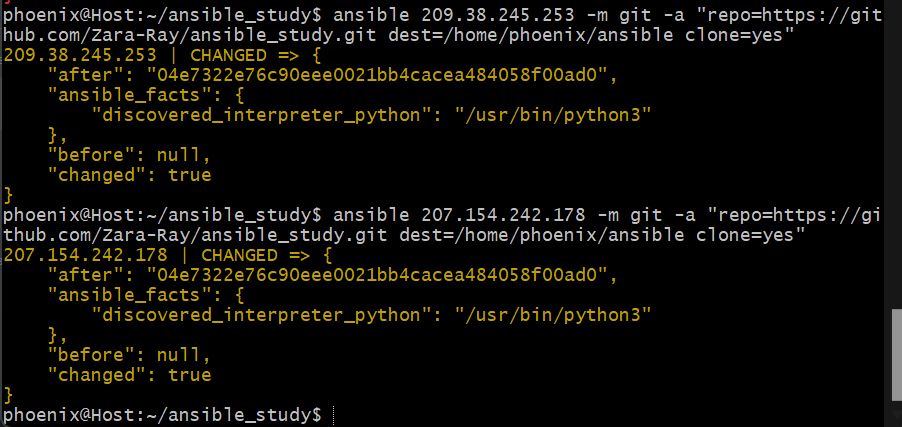 phoenix@Host:~/ansible_study$ ansible 209.38.245.253 -m git -a "repo=https://git
hub.com/Zara-Ray/ansible_study.git dest=/home/phoenix/ansible clone=yes"
209.38.245.253 | CHANGED => {
    "after": "04e7322e76c90eee0021bb4cacea484058f00ad0",
    "ansible_facts": {
        "discovered_interpreter_python": "/usr/bin/python3"
    },
    "before": null,
    "changed": true
}
phoenix@Host:~/ansible_study$ ansible 207.154.242.178 -m git -a "repo=https://gi
thub.com/Zara-Ray/ansible_study.git dest=/home/phoenix/ansible clone=yes"
207.154.242.178 | CHANGED => {
    "after": "04e7322e76c90eee0021bb4cacea484058f00ad0",
    "ansible_facts": {
        "discovered_interpreter_python": "/usr/bin/python3"
    },
    "before": null,
    "changed": true
}
phoenix@Host:~/ansible_study$